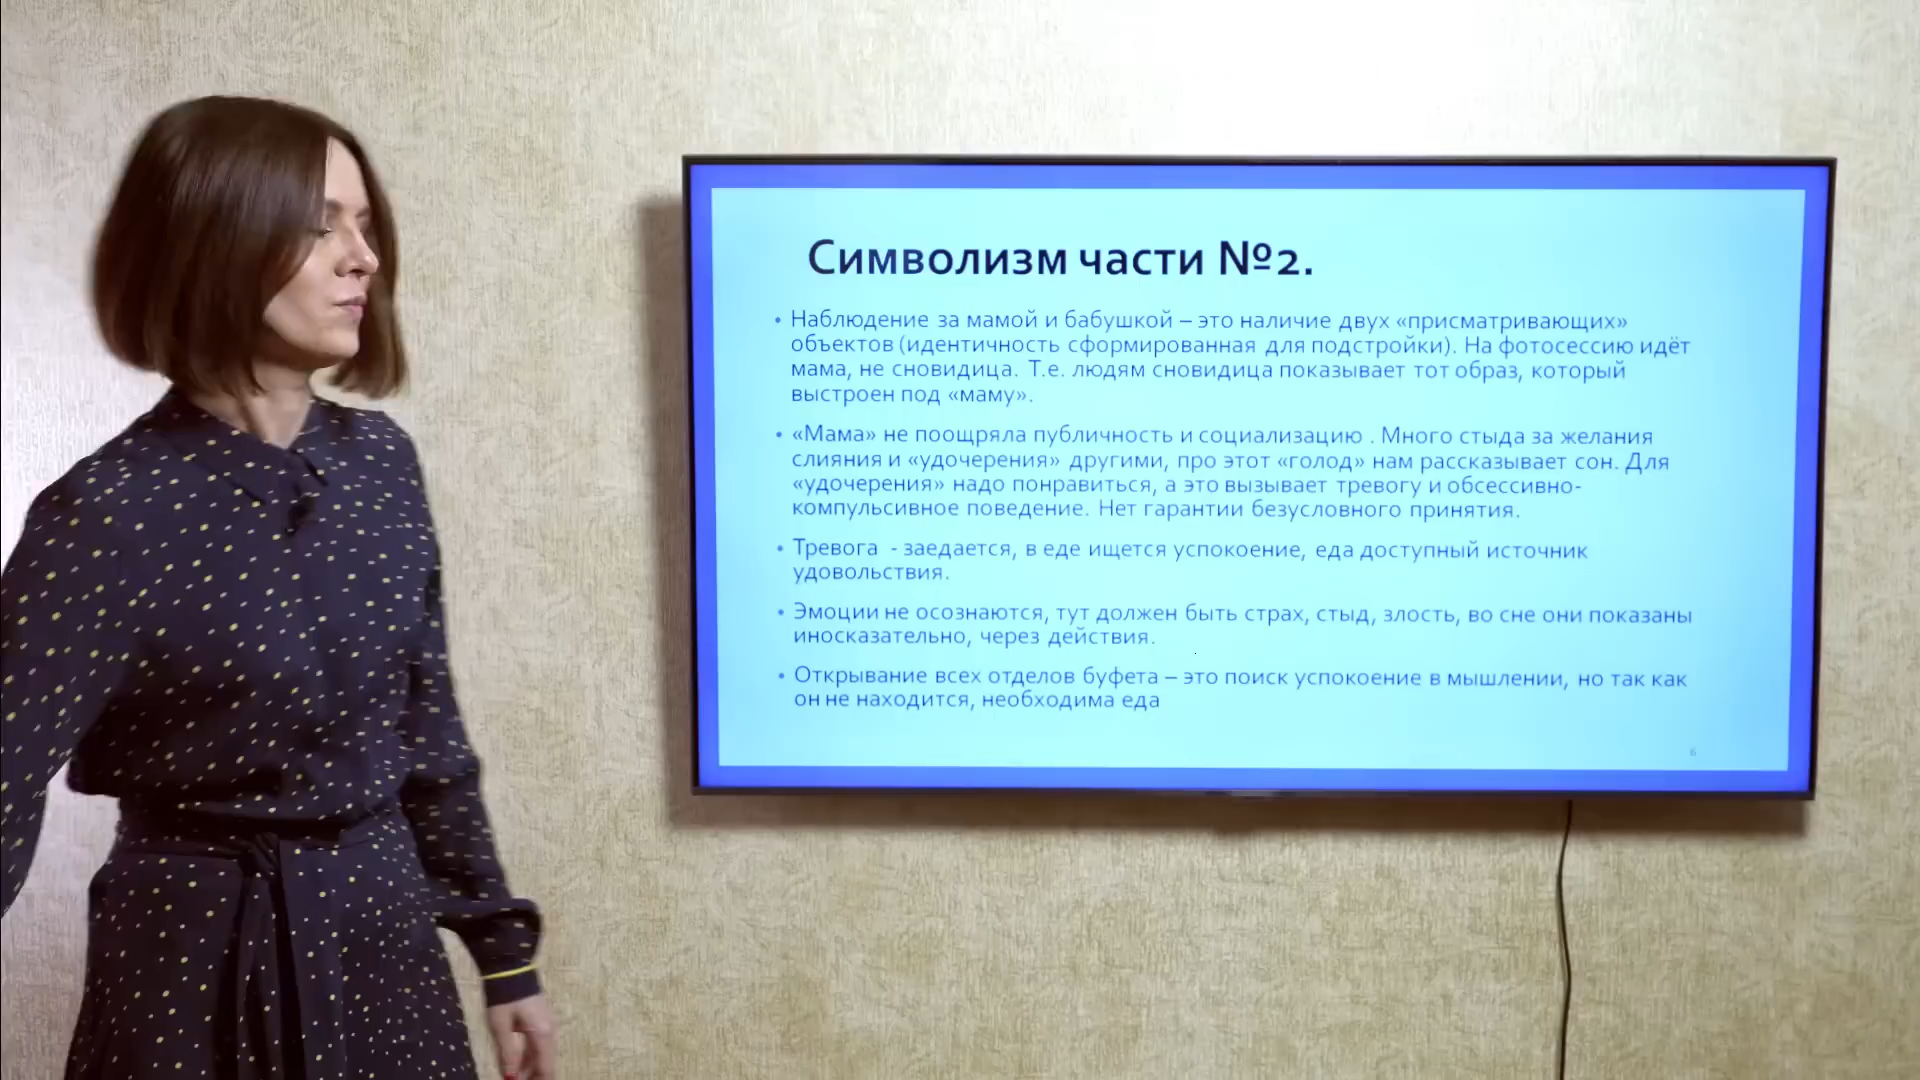 Символизм части №2.
• Наблюдение за мамой и бабушкой – это наличие двух «присматривающих»
объектов (идентичность сформированная для подстройки). На фотосессию идёт
мама, не сновидица. Т.е. людям сновидица показывает тот образ, который
выстроен под «маму».
• «Мама» не поощряла публичность и социализацию . Много стыда за желания
слияния и «удочерения» другими, про этот «голод» нам рассказывает сон. Для
«удочерения» надо понравиться, а это вызывает тревогу и обсессивно-
компульсивное поведение. Нет гарантии безусловного принятия.
• Тревога - заедается, в еде ищется успокоение, еда доступный источник
удовольствия.
• Эмоции не осознаются, тут должен быть страх, стыд, злость, во сне они показаны
иносказательно, через действия.
• Открывание всех отделов буфета – это поиск успокоение в мышлении, но так как
он не находится, необходима еда
6